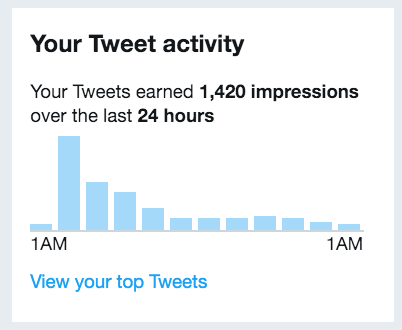 Your Tweet activity
Your Tweets earned 1,420 impressions
over the last 24 hours
1AM 1AM
View your top Tweets